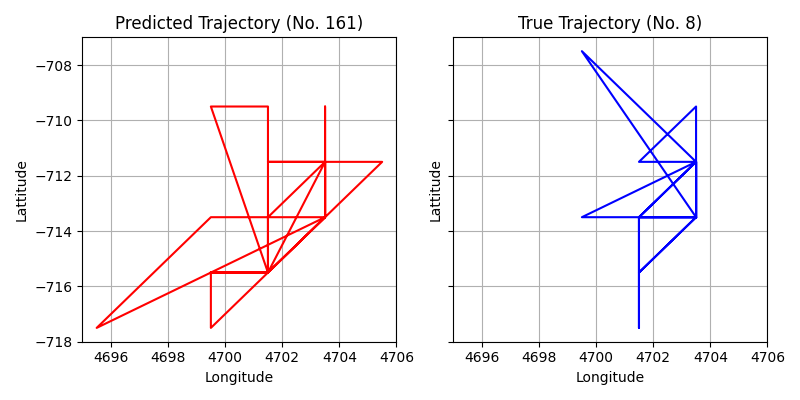 Predicted Trajectory (No. 161)
True Trajectory (No. 8)
Lattitude
−708
−710
−712
−714
−716
−718
4696 4698 4700 4702 4704 4706
Longitude
Lattitude
4696 4698 4700 4702 4704 4706
Longitude